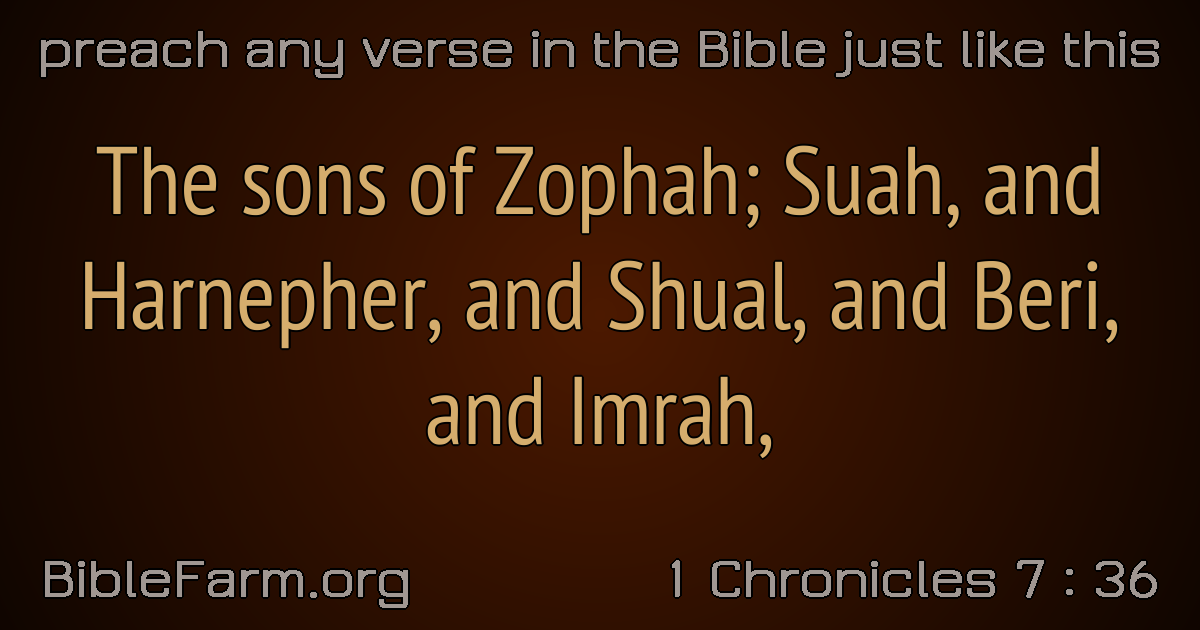 preach any verse in the Bible just like this
The sons of Zophah; Suah, and
Harnepher, and Shual, and Beri,
and Imrah,
BibleFarm.org
1 Chronicles 7 : 36